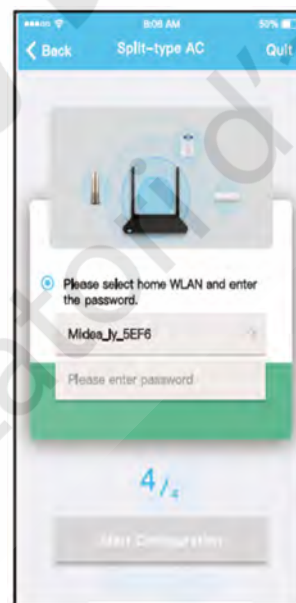 9:08 AM
50%
Back
Split-type AC
Quit
Please select home WLAN and enter
the password.
Midea_ly_5EF6
Please enter password
4/4
Start Configuration